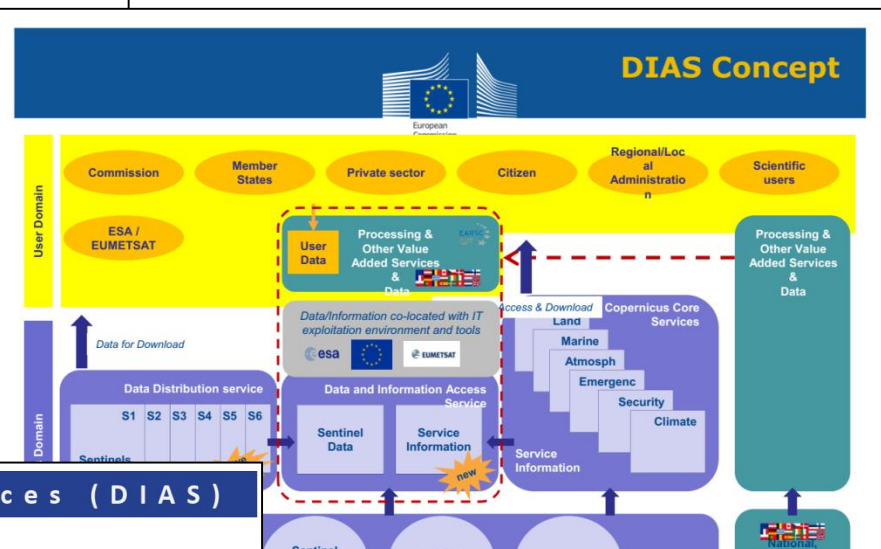 DIAS Concept
European
Commission
User Domain
Commission
Member
States
Private sector
Citizen
Regional/Loc
al
Administratio
n
Scientific
users
ESA /
EUMETSAT
User
Data
Processing &
Other Value
Added Services
&
Data
EARSC
Processing &
Other Value
Added Services
&
Data
Data/Information co-located with IT
exploitation environment and tools
esa
EUMETSAT
Access & Download
Copernicus Core
Services
Land
Marine
Atmosph
Emergenc
Security
Climate
Service
Information
Data for Download
Domain
Data Distribution service
S1 S2 S3 S4 S5 S6
Sentinels
Data and Information Access
Service
Sentinel
Data
Service
Information
new
ces (DIAS)
Sentinel
National,